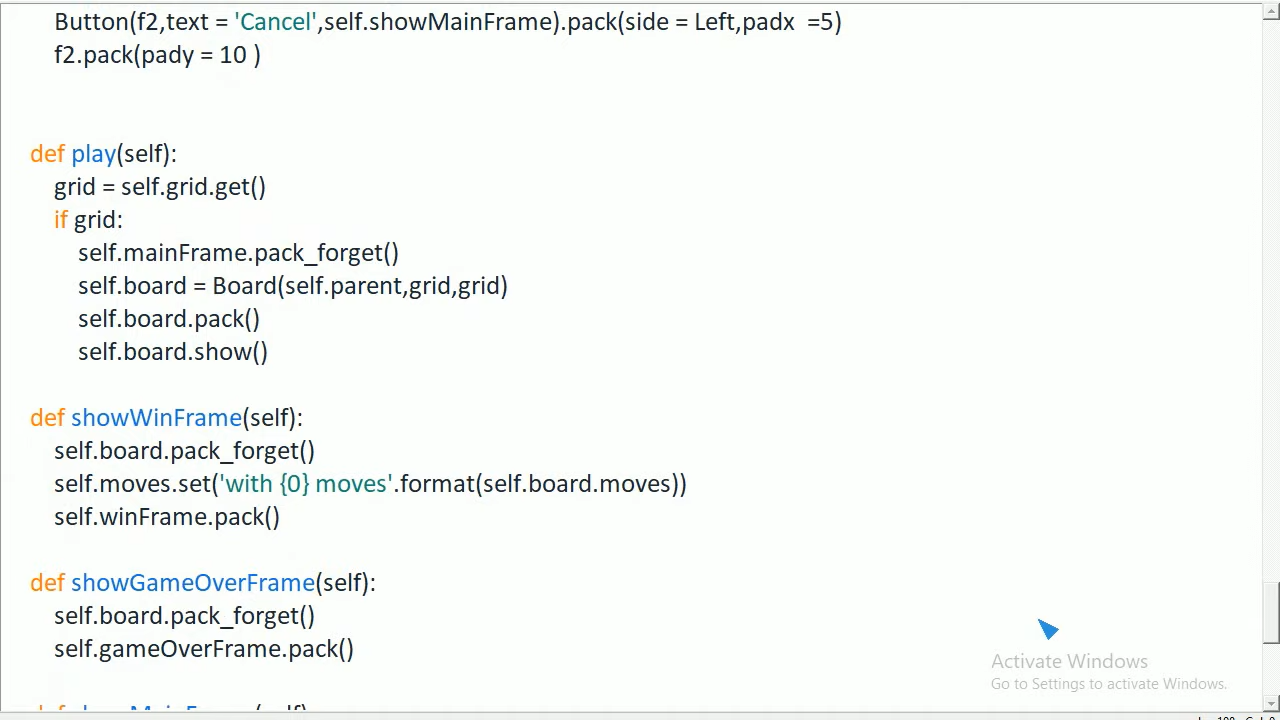 Button(f2,text = 'Cancel',self.showMainFrame).pack(side = Left,padx  =5)
f2.pack(pady = 10 )
def play(self):
grid = self.grid.get()
if grid:
self.mainFrame.pack_forget()
self.board = Board(self.parent,grid,grid)
self.board.pack()
self.board.show()
def showWinFrame(self):
self.board.pack_forget()
self.moves.set('with {0} moves'.format(self.board.moves))
self.winFrame.pack()
def showGameOverFrame(self):
self.board.pack_forget()
self.gameOverFrame.pack()
Activate Windows
Go to Settings to activate Windows.